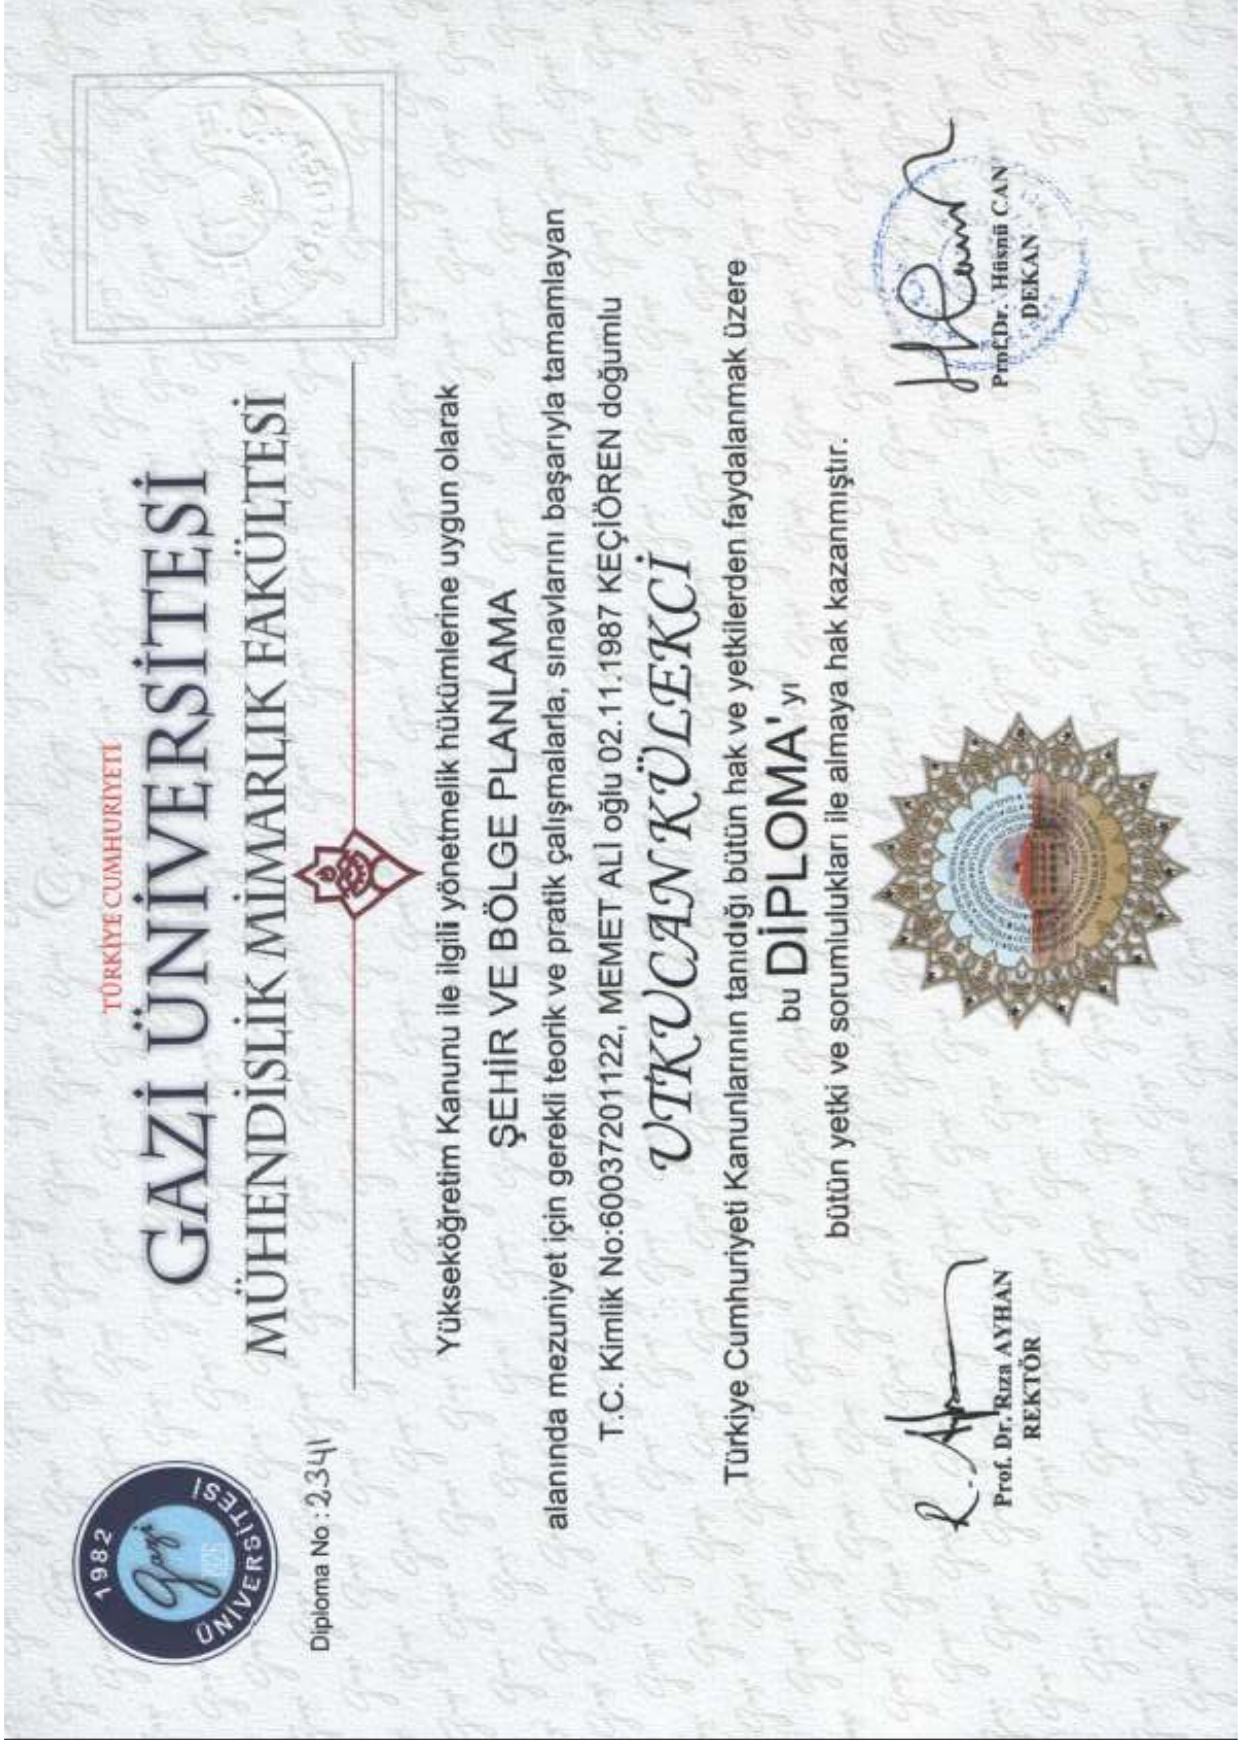 TÜRKİYE CUMHURİYETİ
GAZİ ÜNİVERSİTESİ
MÜHENDİSLİK MİMARLIK FAKÜLTESİ
1982
Gazi
ÜNİVERSİTESİ
Diploma No : 2341
Yükseköğretim Kanunu ile ilgili yönetmelik hükümlerine uygun olarak
ŞEHİR VE BÖLGE PLANLAMA
alanında mezuniyet için gerekli teorik ve pratik çalışmalarla, sınavlarını başarıyla tamamlayan
T.C. Kimlik No:60037201122, MEMET ALİ oğlu 02.11.1987 KEÇİÖREN doğumlu
UTKUCAN KÜLEKCİ
Türkiye Cumhuriyeti Kanunlarının tanıdığı bütün hak ve yetkilerden faydalanmak üzere
bu DİPLOMA' yı
bütün yetki ve sorumlulukları ile almaya hak kazanmıştır.
Prof. Dr. Rıza AYHAN
REKTÖR
Prof.Dr. Hüsnü CAN
DEKAN